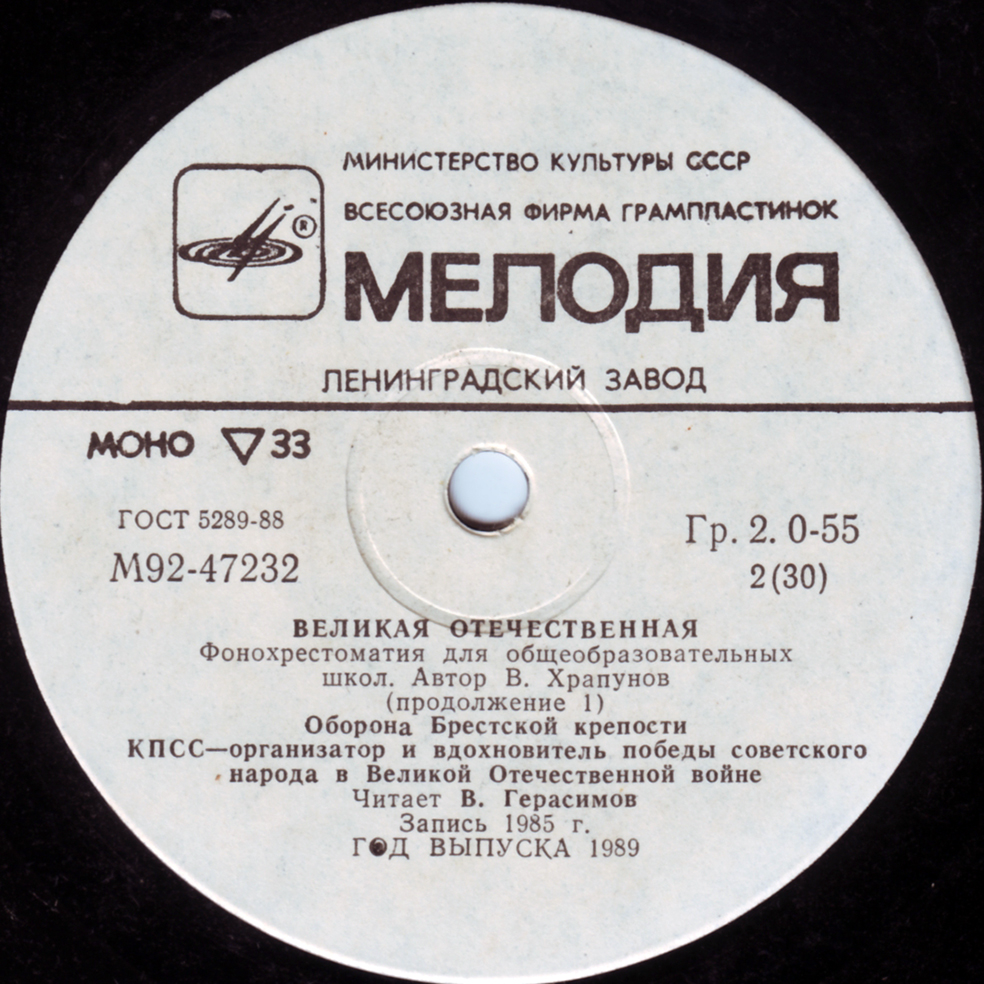 МИНИСТЕРСТВО КУЛЬТУРЫ СССР
ВСЕСОЮЗНАЯ ФИРМА ГРАМПЛАСТИНОК
®
МЕЛОДИЯ
ЛЕНИНГРАДСКИЙ ЗАВОД
МОНО ▽ 33
ГОСТ 5289-88
М92-47232
Гр. 2. 0-55
2(30)
ВЕЛИКАЯ ОТЕЧЕСТВЕННАЯ
Фонохрестоматия для общеобразовательных
школ. Автор В. Храпунов
(продолжение 1)
Оборона Брестской крепости
КПСС—организатор и вдохновитель победы советского
народа в Великой Отечественной войне
Читает В. Герасимов
Запись 1985 г.
ГОД ВЫПУСКА 1989